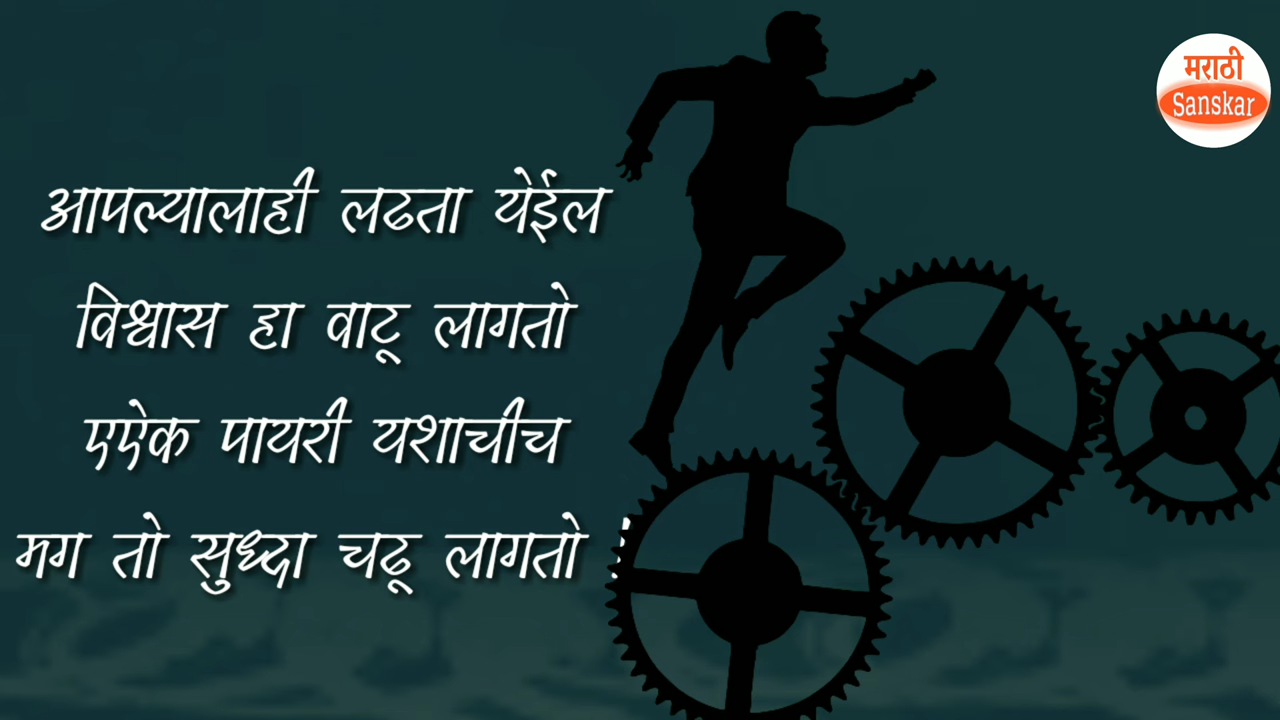 आपल्यालाही लढता येईल
विश्वास हा वाटू लागतो
एऐक पायरी यशाचीच
मग तो सुध्दा चढू लागतो !
मराठी
Sanskar